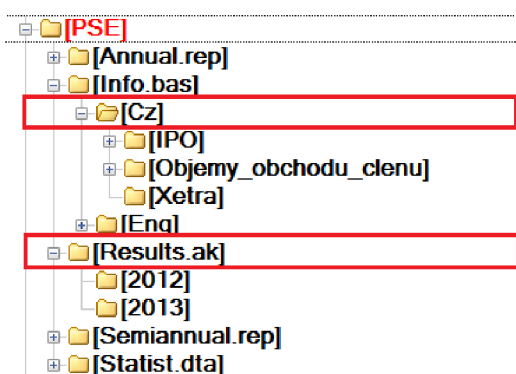 [PSE]
[Annual.rep]
[Info.bas]
[Cz]
[IPO]
[Objemy_obchodu_clenu]
[Xetra]
[Eng]
[Results.ak]
[2012]
[2013]
[Semiannual.rep]
[Statist.dta]